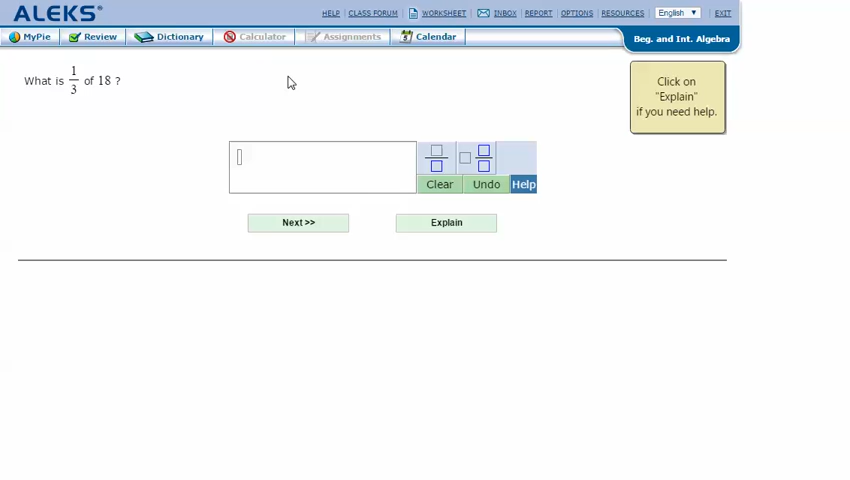 ALEKS®
HELP CLASS FORUM WORKSHEET INBOX REPORT OPTIONS RESOURCES English ▼ EXIT
MyPie Review Dictionary Calculator Assignments Calendar
Beg. and Int. Algebra
What is 1/3 of 18 ?
Click on
"Explain"
if you need help.
Clear Undo Help
Next >> Explain